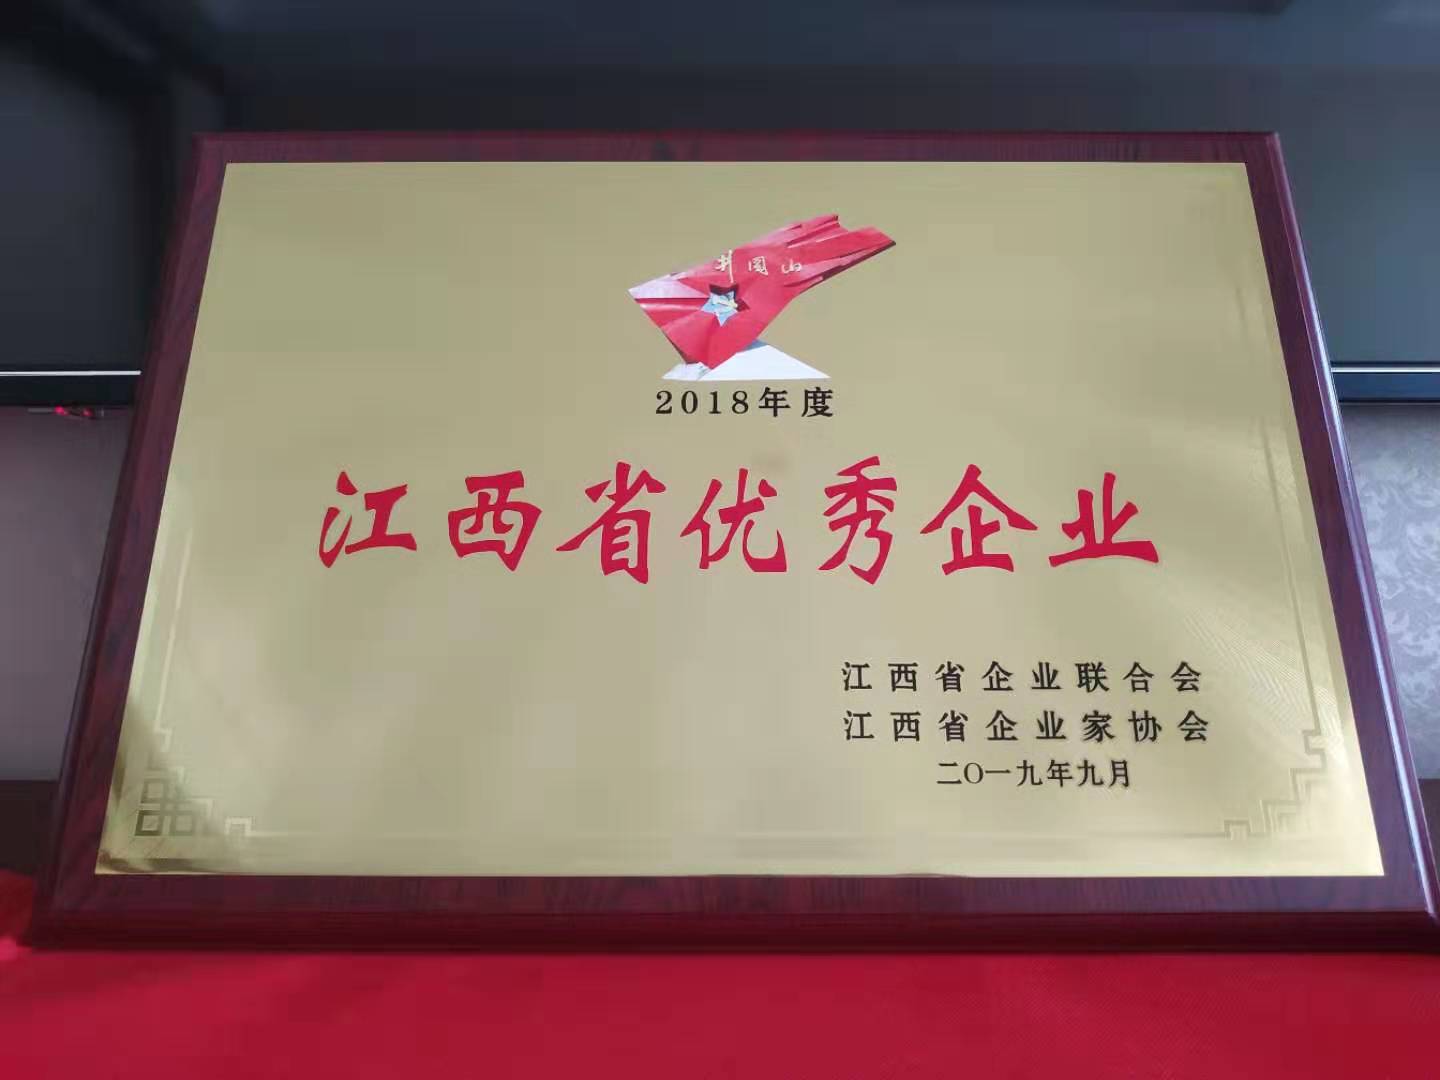 井冈山
2018年度
江西省优秀企业
江西省企业联合会
江西省企业家协会
二〇一九年九月